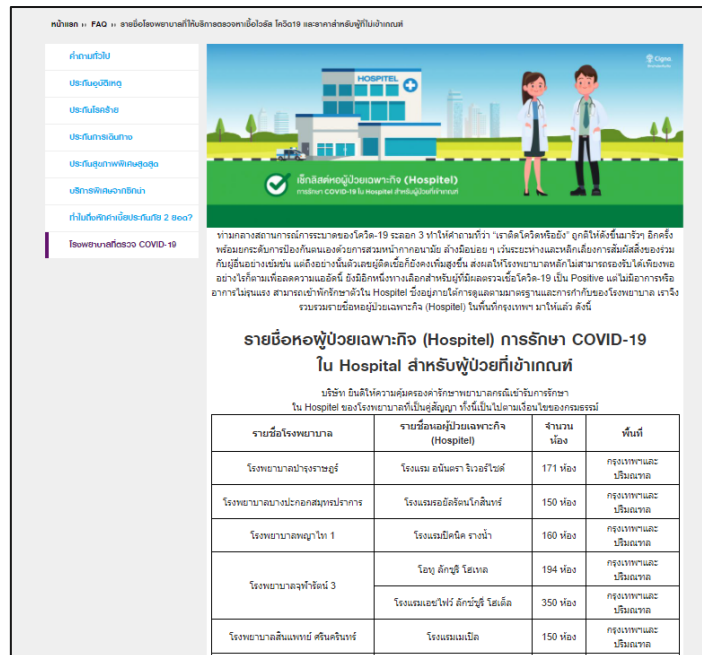 หน้าแรก ›› FAQ ›› รายชื่อโรงพยาบาลที่ให้บริการตรวจหาเชื้อไวรัส โควิด19 และราคาสำหรับผู้ที่ไม่เข้าเกณฑ์
คำถามทั่วไป
ประกันอุบัติเหตุ
ประกันโรคร้าย
ประกันการเดินทาง
ประกันสุขภาพพิเศษสุดสุด
บริการพิเศษจากซิกน่า
ทำไมถึงหักค่าเบี้ยประกันภัย 2 ยอด?
โรงพยาบาลที่ตรวจ COVID-19
Cigna
HOSPITEL
เช็กลิสต์หอผู้ป่วยเฉพาะกิจ (Hospitel)
การรักษา COVID-19 ใน Hospitel สำหรับผู้ป่วยที่เข้าเกณฑ์
ท่ามกลางสถานการณ์การระบาดของโควิด-19 ระลอก 3 ทำให้คำถามที่ว่า “เราติดโควิดหรือยัง” ถูกตั้งให้ดังขึ้นมารัวๆ อีกครั้ง
พร้อมยกระดับการป้องกันตนเองด้วยการสวมหน้ากากอนามัย ล้างมือบ่อย ๆ เว้นระยะห่างและหลีกเลี่ยงการสัมผัสสิ่งของร่วม
กับผู้อื่นอย่างเข้มข้น แต่ถึงอย่างนั้นตัวเลขผู้ติดเชื้อก็ยังคงเพิ่มสูงขึ้น ส่งผลให้โรงพยาบาลหลักไม่สามารถรองรับได้เพียงพอ
อย่างไรก็ตามเพื่อลดความแออัดนี้ ยังมีอีกหนึ่งทางเลือกสำหรับผู้ที่มีผลตรวจเชื้อโควิด-19 เป็น Positive แต่ไม่มีอาการหรือ
อาการไม่รุนแรง สามารถเข้าพักรักษาตัวใน Hospitel ซึ่งอยู่ภายใต้การดูแลตามมาตรฐานและการกำกับของโรงพยาบาล เราจึง
รวบรวมรายชื่อหอผู้ป่วยเฉพาะกิจ (Hospitel) ในพื้นที่กรุงเทพฯ มาให้แล้ว ดังนี้
รายชื่อหอผู้ป่วยเฉพาะกิจ (Hospitel) การรักษา COVID-19
ใน Hospital สำหรับผู้ป่วยที่เข้าเกณฑ์
บริษัท ยินดีให้ความคุ้มครองค่ารักษาพยาบาลกรณีเข้ารับการรักษา
ใน Hospitel ของโรงพยาบาลที่เป็นคู่สัญญา ทั้งนี้เป็นไปตามเงื่อนไขของกรมธรรม์
รายชื่อโรงพยาบาล รายชื่อหอผู้ป่วยเฉพาะกิจ (Hospitel) จำนวนห้อง พื้นที่
โรงพยาบาลบำรุงราษฎร์ โรงแรม อนันตรา ริเวอร์ไซด์ 171 ห้อง กรุงเทพฯและปริมณฑล
โรงพยาบาลบางปะกอกสมุทรปราการ โรงแรมรอยัลรัตนโกสินทร์ 150 ห้อง กรุงเทพฯและปริมณฑล
โรงพยาบาลพญาไท 1 โรงแรมปิคนิค รางน้ำ 160 ห้อง กรุงเทพฯและปริมณฑล
โรงพยาบาลจุฬารัตน์ 3 โอทู ลักซูรี โฮเทล 194 ห้อง กรุงเทพฯและปริมณฑล
โรงแรมเอชไฟว์ ลักช์ชูรี่ โฮเต็ล 350 ห้อง กรุงเทพฯและปริมณฑล
โรงพยาบาลสินแพทย์ ศรีนครินทร์ โรงแรมเมเปิล 150 ห้อง กรุงเทพฯและปริมณฑล